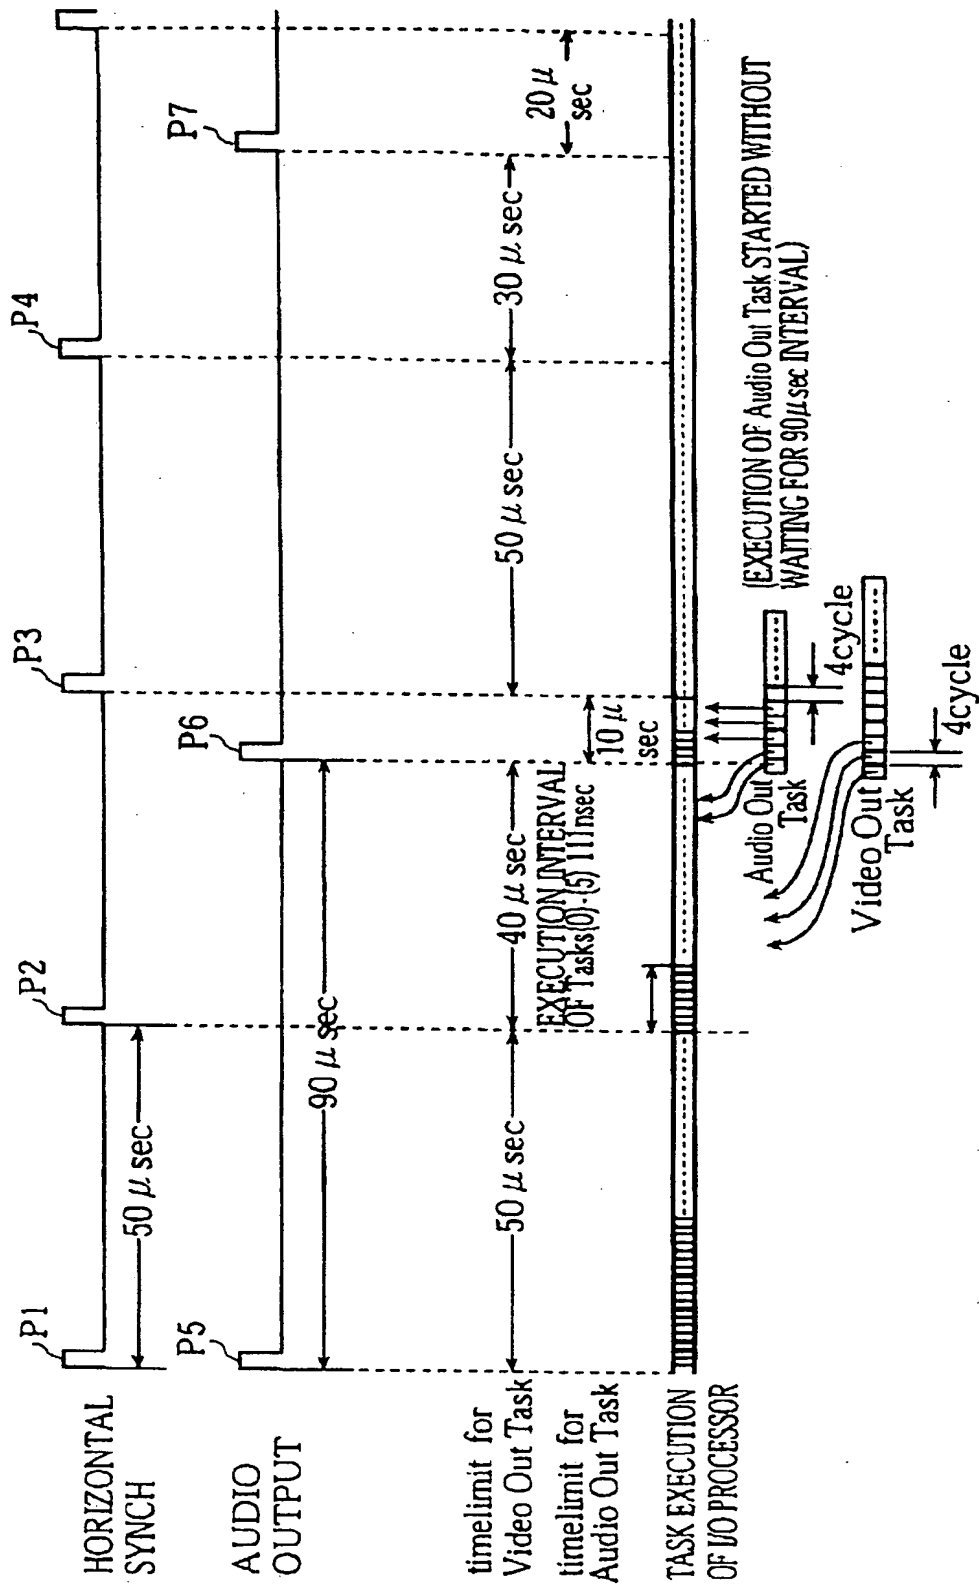 HORIZONTAL
SYNCH
P1
P2
P3
P4
50 μ sec
AUDIO
OUTPUT
P5
P6
P7
90 μ sec
timelimit for
Video Out Task
50 μ sec
40 μ sec
50 μ sec
30 μ sec
timelimit for
Audio Out Task
EXECUTION INTERVAL
OF Tasks(0)-(5) 111nsec
10 μ
sec
20 μ
sec
TASK EXECUTION
OF I/O PROCESSOR
Audio Out
Task
4cycle
(EXECUTION OF Audio Out Task STARTED WITHOUT
WAITING FOR 90μsec INTERVAL)
Video Out
Task
4cycle